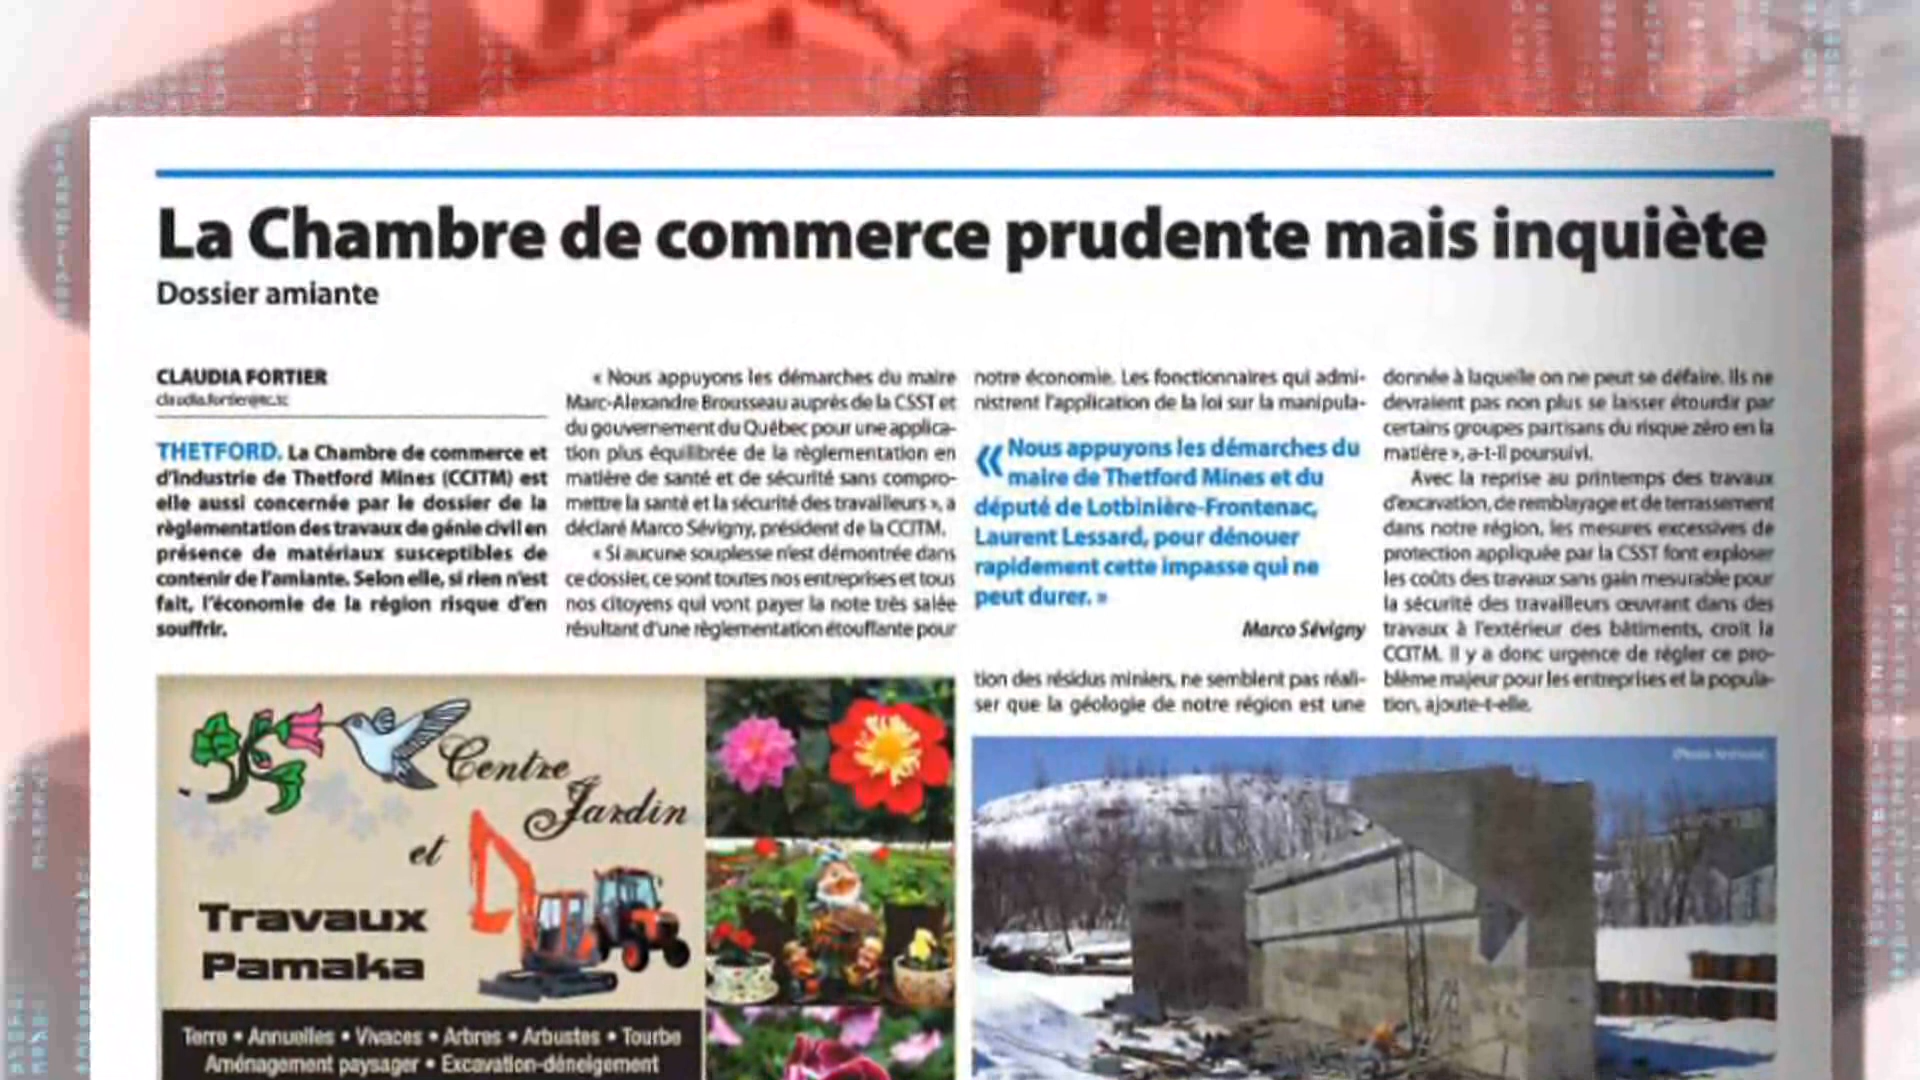 La Chambre de commerce prudente mais inquiète
Dossier amiante
CLAUDIA FORTIER
THETFORD. La Chambre de commerce et
d'industrie de Thetford Mines (CCITM) est
elle aussi concernée par le dossier de la
règlementation des travaux de génie civil en
présence de matériaux susceptibles de
contenir de l'amiante. Selon elle, si rien n'est
fait, l'économie de la région risque d'en
souffrir.
« Nous appuyons les démarches du maire
Marc-Alexandre Brousseau auprès de la CSST et
du gouvernement du Québec pour une applica-
tion plus équilibrée de la règlementation en
matière de santé et de sécurité sans compro-
mettre la santé et la sécurité des travailleurs », a
déclaré Marco Sévigny, président de la CCITM.
« Si aucune souplesse n'est démontrée dans
ce dossier, ce sont toutes nos entreprises et tous
nos citoyens qui vont payer la note très salée
résultant d'une règlementation étouffante pour
notre économie. Les fonctionnaires qui admi-
nistrent l'application de la loi sur la manipula-
« Nous appuyons les démarches du
maire de Thetford Mines et du
député de Lotbinière-Frontenac,
Laurent Lessard, pour dénouer
rapidement cette impasse qui ne
peut durer. »
Marco Sévigny
tion des résidus miniers, ne semblent pas réali-
ser que la géologie de notre région est une
donnée à laquelle on ne peut se défaire. Ils ne
devraient pas non plus se laisser étourdir par
certains groupes partisans du risque zéro en la
matière », a-t-il poursuivi.
Avec la reprise au printemps des travaux
d'excavation, de remblayage et de terrassement
dans notre région, les mesures excessives de
protection appliquée par la CSST font exploser
les coûts des travaux sans gain mesurable pour
la sécurité des travailleurs œuvrant dans des
travaux à l'extérieur des bâtiments, croit la
CCITM. Il y a donc urgence de régler ce pro-
blème majeur pour les entreprises et la popula-
tion, ajoute-t-elle.
Centre
Jardin
et
Travaux
Pamaka
Terre • Annuelles • Vivaces • Arbres • Arbustes • Tourbe
Aménagement paysager • Excavation-déneigement